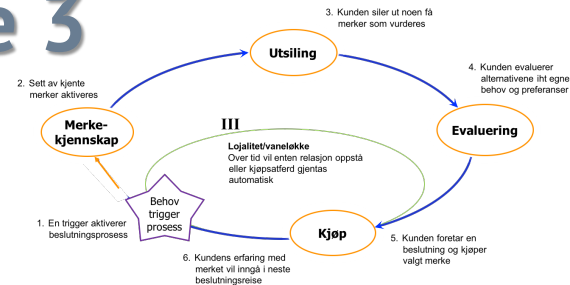 e 3
3. Kunden siler ut noen få
merker som vurderes
Utsiling
4. Kunden evaluerer
alternativene iht egne
behov og preferanser
2. Sett av kjente
merker aktiveres
Merke-
kjennskap
III
Evaluering
Lojalitet/vaneløkke
Over tid vil enten relasjon oppstå
eller kjøpsatferd gjentas
automatisk
Behov
trigger
prosess
1. En trigger aktiverer
beslutningsprosess
Kjøp
5. Kunden foretar en
beslutning og kjøper
valgt merke
6. Kundens erfaring med
merket vil inngå i neste
beslutningsreise